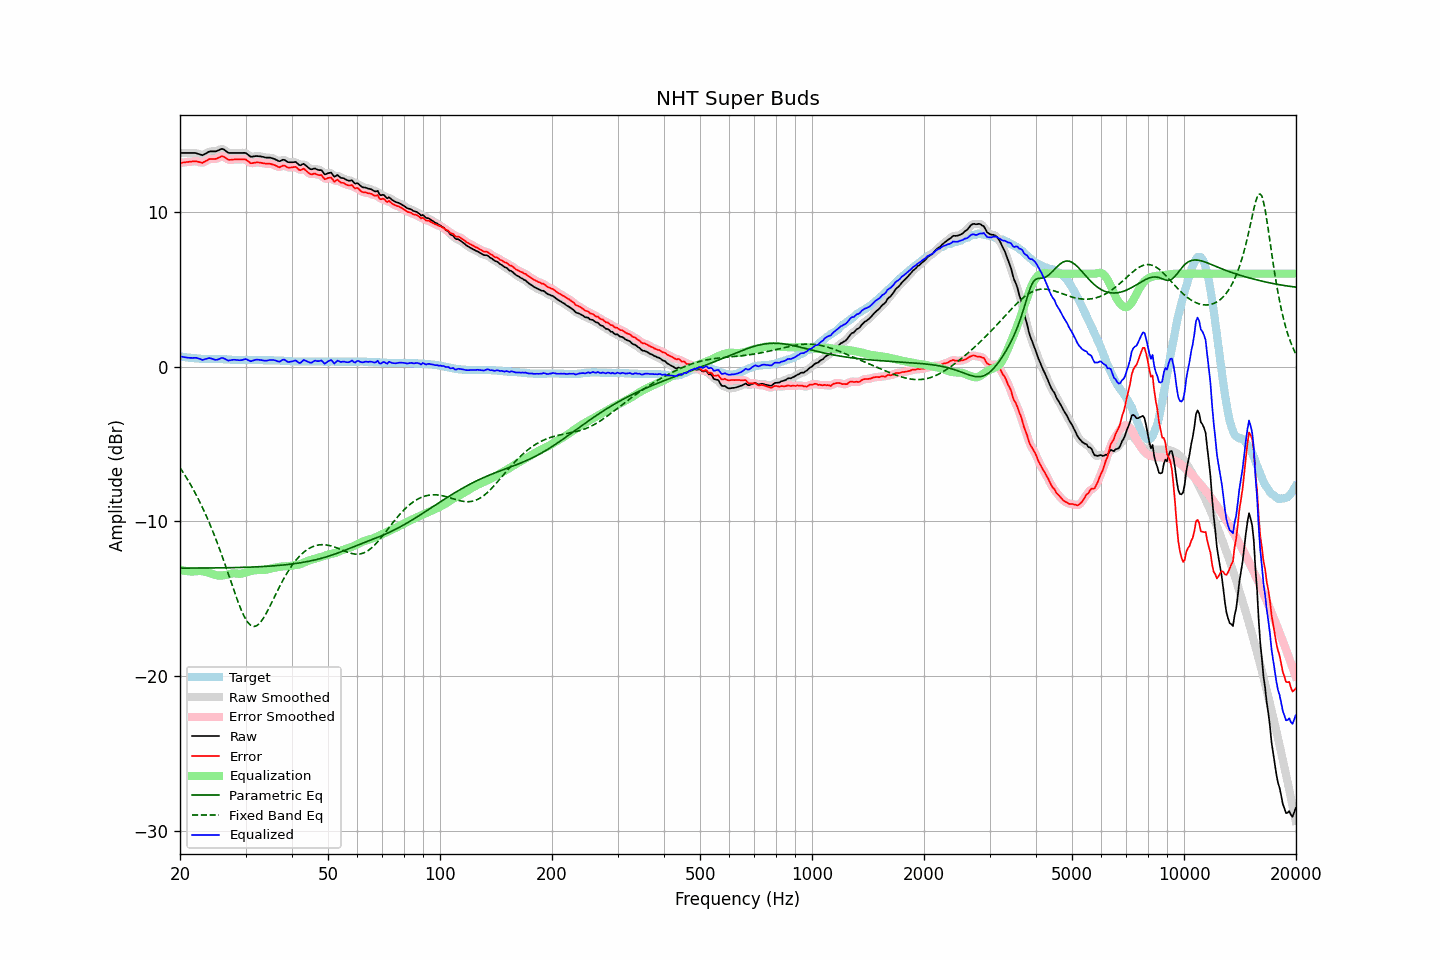 NHT Super Buds
Amplitude (dBr)
10
0
−10
−20
−30
Target
Raw Smoothed
Error Smoothed
Raw
Error
Equalization
Parametric Eq
Fixed Band Eq
Equalized
20 50 100 200 500 1000 2000 5000 10000 20000
Frequency (Hz)